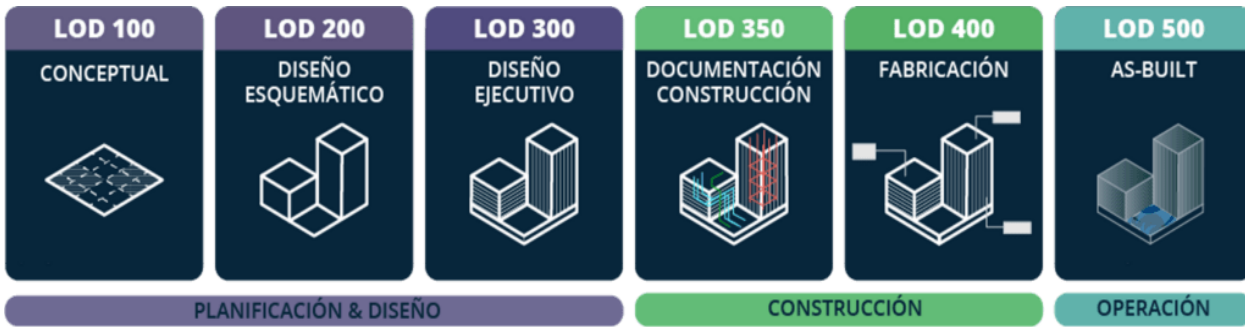 LOD 100
CONCEPTUAL
LOD 200
DISEÑO
ESQUEMÁTICO
LOD 300
DISEÑO
EJECUTIVO
LOD 350
DOCUMENTACIÓN
CONSTRUCCIÓN
LOD 400
FABRICACIÓN
LOD 500
AS-BUILT
PLANIFICACIÓN & DISEÑO
CONSTRUCCIÓN
OPERACIÓN